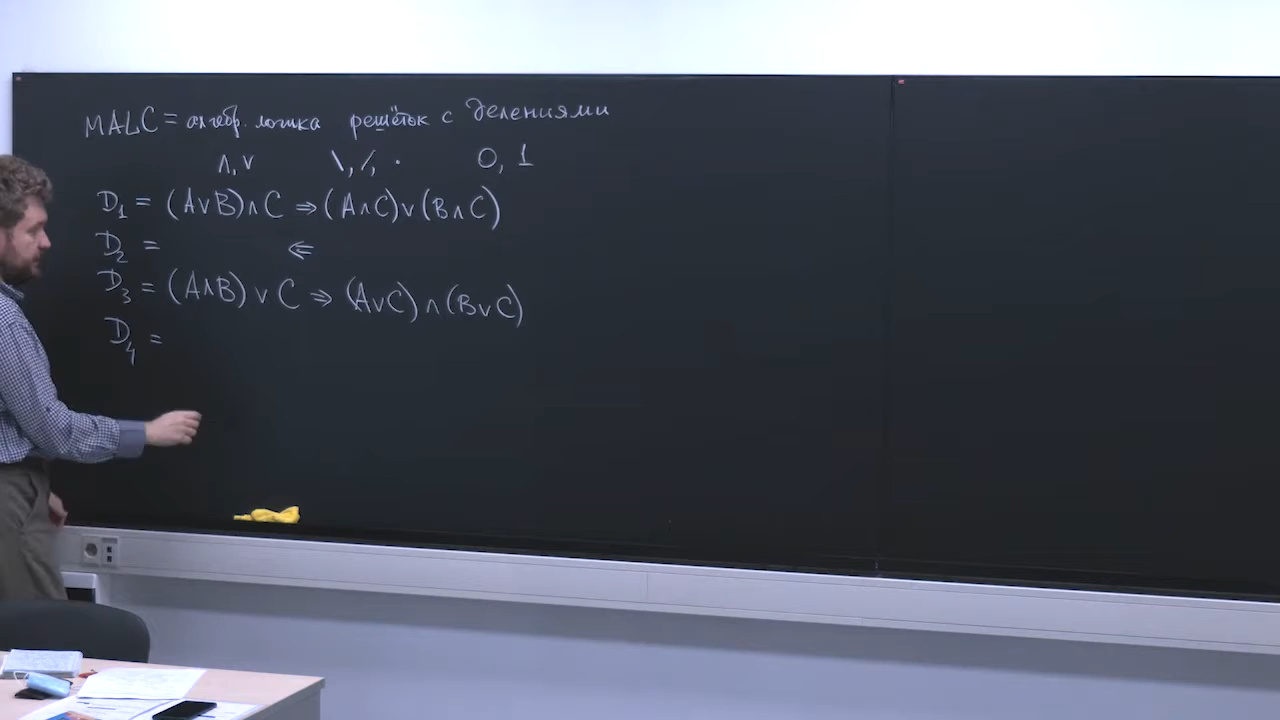 MALC = алгебр. логика решёток с делениями
∧, ∨ \, /, · 0, 1
D₁ = (A∨B)∧C ⇒ (A∧C)∨(B∧C)
D₂ = ⇐
D₃ = (A∧B)∨C ⇒ (A∨C)∧(B∨C)
D₄ =